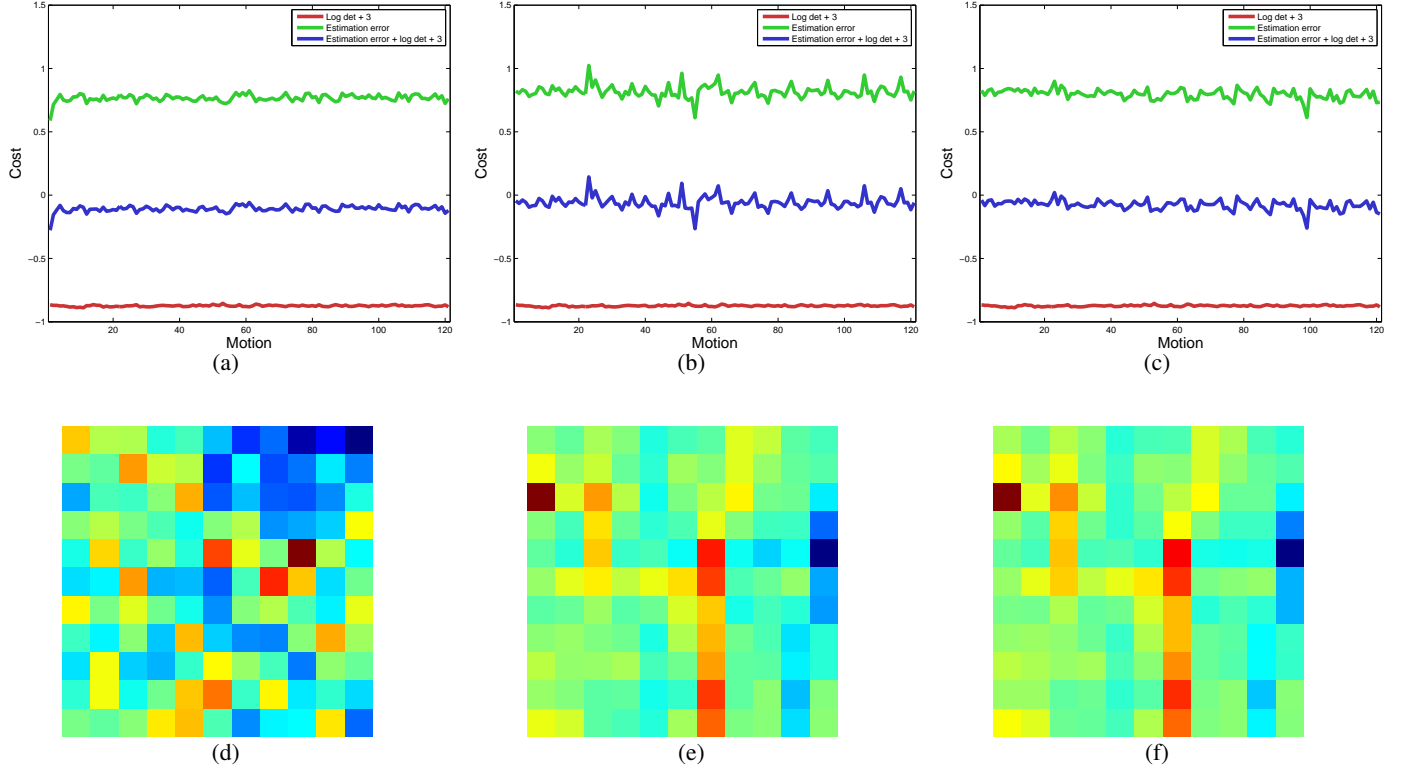 Log det + 3
Estimation error
Estimation error + log det + 3
1.5
1
0.5
0
−0.5
−1
Cost
20
40
60
80
100
120
Motion
(a)
Log det + 3
Estimation error
Estimation error + log det + 3
1.5
1
0.5
0
−0.5
−1
Cost
20
40
60
80
100
120
Motion
(b)
Log det + 3
Estimation error
Estimation error + log det + 3
1.5
1
0.5
0
−0.5
−1
Cost
20
40
60
80
100
120
Motion
(c)
(d)
(e)
(f)